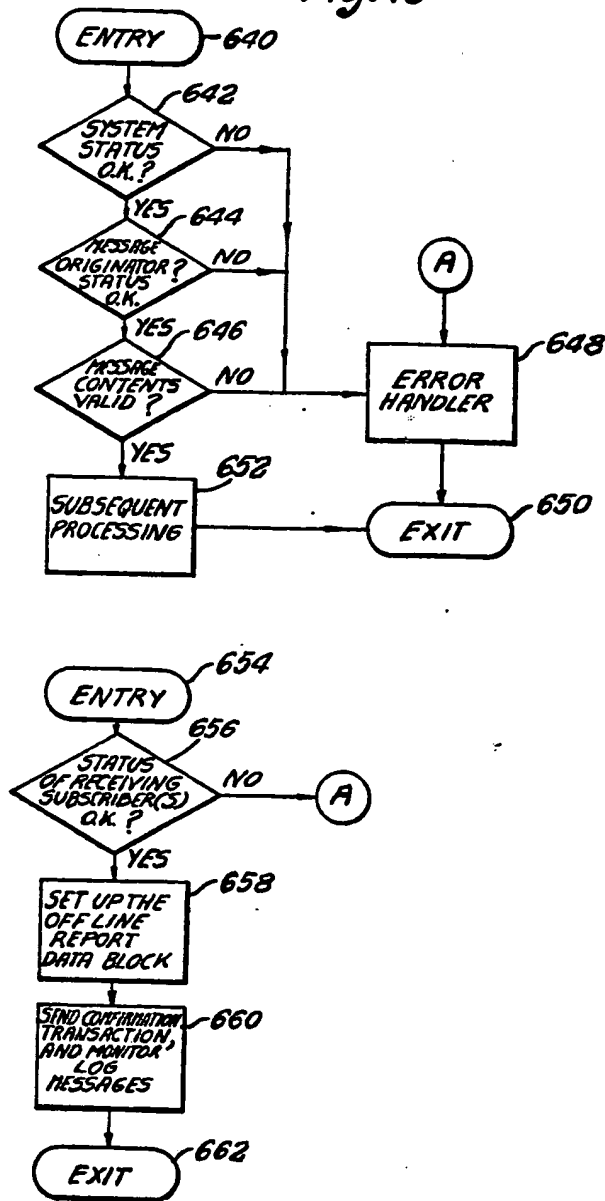 ENTRY 640
642
SYSTEM
STATUS
O.K.?
NO
YES
644
MESSAGE
ORIGINATOR?
STATUS
O.K.
NO
YES
646
MESSAGE
CONTENTS
VALID?
NO
YES
652
SUBSEQUENT
PROCESSING
A
648
ERROR
HANDLER
650
EXIT
654
ENTRY
656
STATUS
OF RECEIVING
SUBSCRIBER(S)
O.K.?
NO
A
YES
658
SET UP THE
OFF LINE
REPORT
DATA BLOCK
660
SEND CONFIRMATION
TRANSACTION,
AND MONITOR,
LOG
MESSAGES
662
EXIT